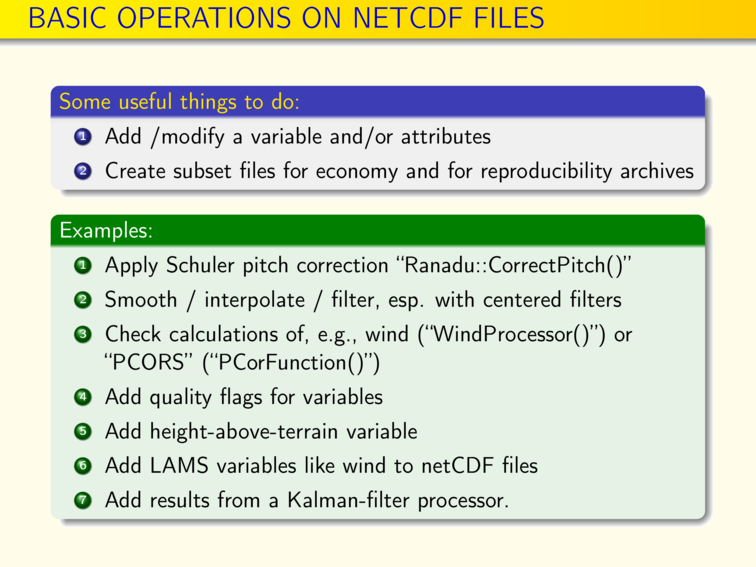 BASIC OPERATIONS ON NETCDF FILES
Some useful things to do:
1 Add /modify a variable and/or attributes
2 Create subset files for economy and for reproducibility archives
Examples:
1 Apply Schuler pitch correction “Ranadu::CorrectPitch()”
2 Smooth / interpolate / filter, esp. with centered filters
3 Check calculations of, e.g., wind (“WindProcessor()”) or
“PCORS” (“PCorFunction()”)
4 Add quality flags for variables
5 Add height-above-terrain variable
6 Add LAMS variables like wind to netCDF files
7 Add results from a Kalman-filter processor.